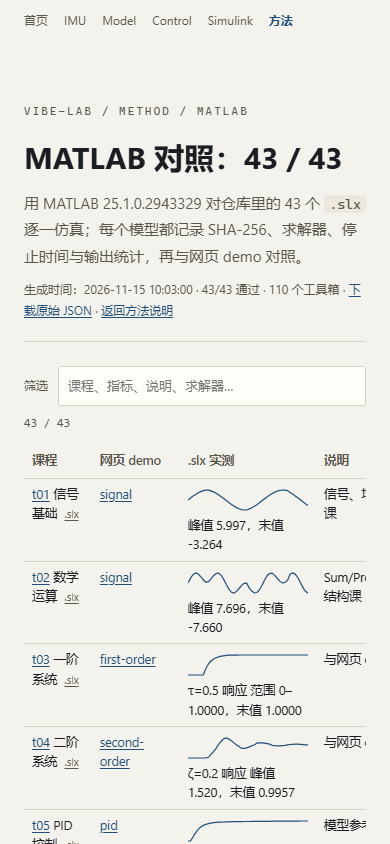 首页 IMU Model Control Simulink 方法
VIBE-LAB / METHOD / MATLAB
MATLAB 对照：43 / 43
用 MATLAB 25.1.0.2943329 对仓库里的 43 个 .slx
逐一仿真；每个模型都记录 SHA-256、求解器、停
止时间与输出统计，再与网页 demo 对照。
生成时间：2026-11-15 10:03:00 · 43/43 通过 · 110 个工具箱 · 下
载原始 JSON · 返回方法说明
筛选 课程、指标、说明、求解器...
43 / 43
课程 网页 demo .slx 实测 说明
t01 信号
基础 .slx
signal
峰值 5.997，末值
-3.264
信号、
课
t02 数学
运算 .slx
signal
峰值 7.696，末值
-7.660
Sum/Pro
结构课
t03 一阶
系统 .slx
first-order
τ=0.5 响应 范围 0–
1.0000，末值 1.0000
与网页
t04 二阶
系统 .slx
second-
order
ζ=0.2 响应 峰值
1.520，末值 0.9957
与网页
t05 PID
控制 .slx
pid
模型参